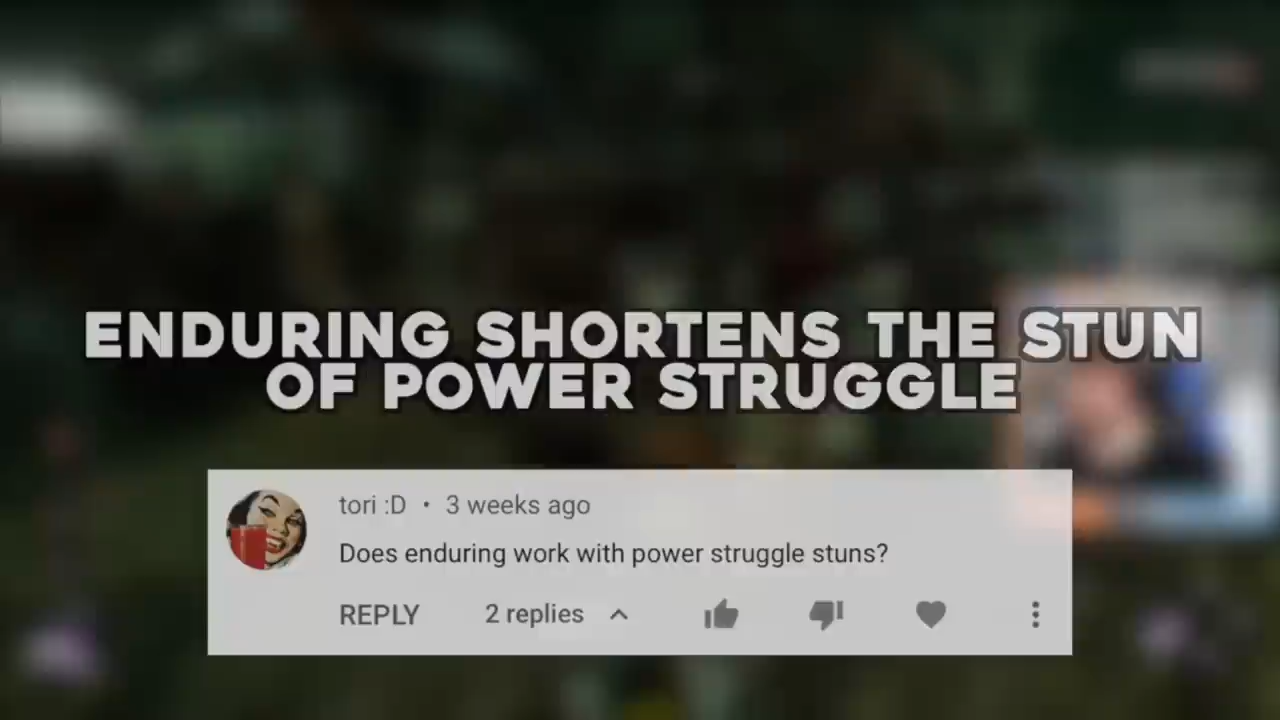 ENDURING SHORTENS THE STUN
OF POWER STRUGGLE
tori :D • 3 weeks ago
Does enduring work with power struggle stuns?
REPLY 2 replies